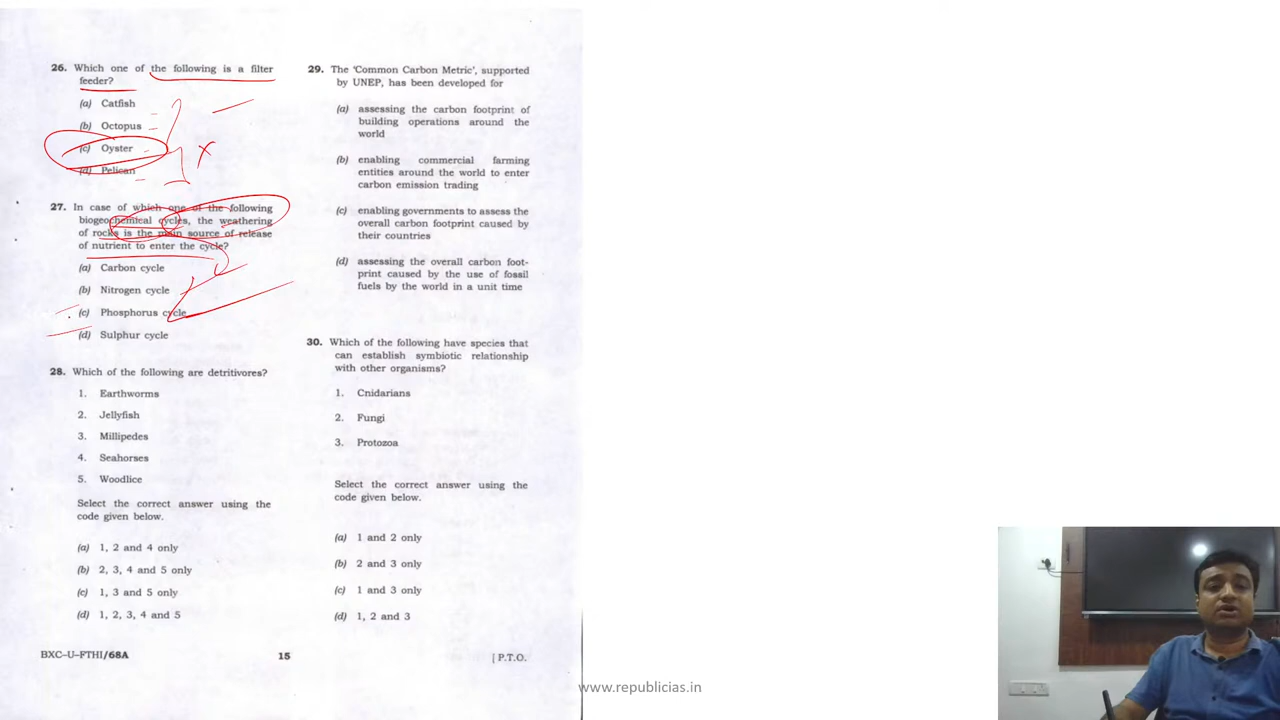 26. Which one of the following is a filter
feeder?
(a) Catfish
(b) Octopus
(c) Oyster
(d) Pelican
27. In case of which one of the following
biogeochemical cycles, the weathering
of rocks is the main source of release
of nutrient to enter the cycle?
(a) Carbon cycle
(b) Nitrogen cycle
(c) Phosphorus cycle
(d) Sulphur cycle
28. Which of the following are detritivores?
1. Earthworms
2. Jellyfish
3. Millipedes
4. Seahorses
5. Woodlice
Select the correct answer using the
code given below.
(a) 1, 2 and 4 only
(b) 2, 3, 4 and 5 only
(c) 1, 3 and 5 only
(d) 1, 2, 3, 4 and 5
29. The 'Common Carbon Metric', supported
by UNEP, has been developed for
(a) assessing the carbon footprint of
building operations around the
world
(b) enabling commercial farming
entities around the world to enter
carbon emission trading
(c) enabling governments to assess the
overall carbon footprint caused by
their countries
(d) assessing the overall carbon foot-
print caused by the use of fossil
fuels by the world in a unit time
30. Which of the following have species that
can establish symbiotic relationship
with other organisms?
1. Cnidarians
2. Fungi
3. Protozoa
Select the correct answer using the
code given below.
(a) 1 and 2 only
(b) 2 and 3 only
(c) 1 and 3 only
(d) 1, 2 and 3
BXC-U-FTHI/68A
15
[ P.T.O.
www.republicias.in